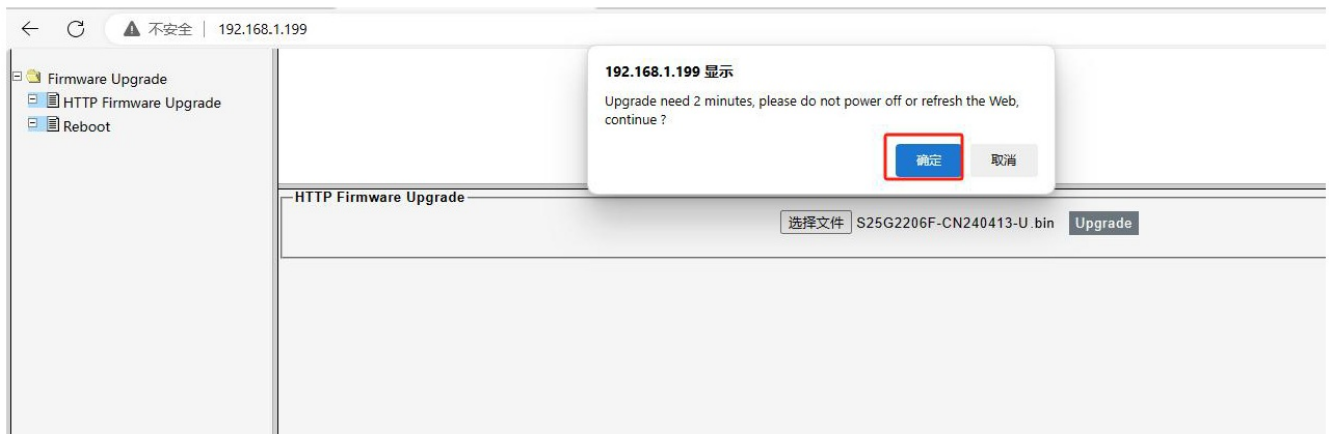 不安全 | 192.168.1.199
Firmware Upgrade
HTTP Firmware Upgrade
Reboot
192.168.1.199 显示
Upgrade need 2 minutes, please do not power off or refresh the Web,
continue ?
确定 取消
HTTP Firmware Upgrade
选择文件 S25G2206F-CN240413-U.bin Upgrade